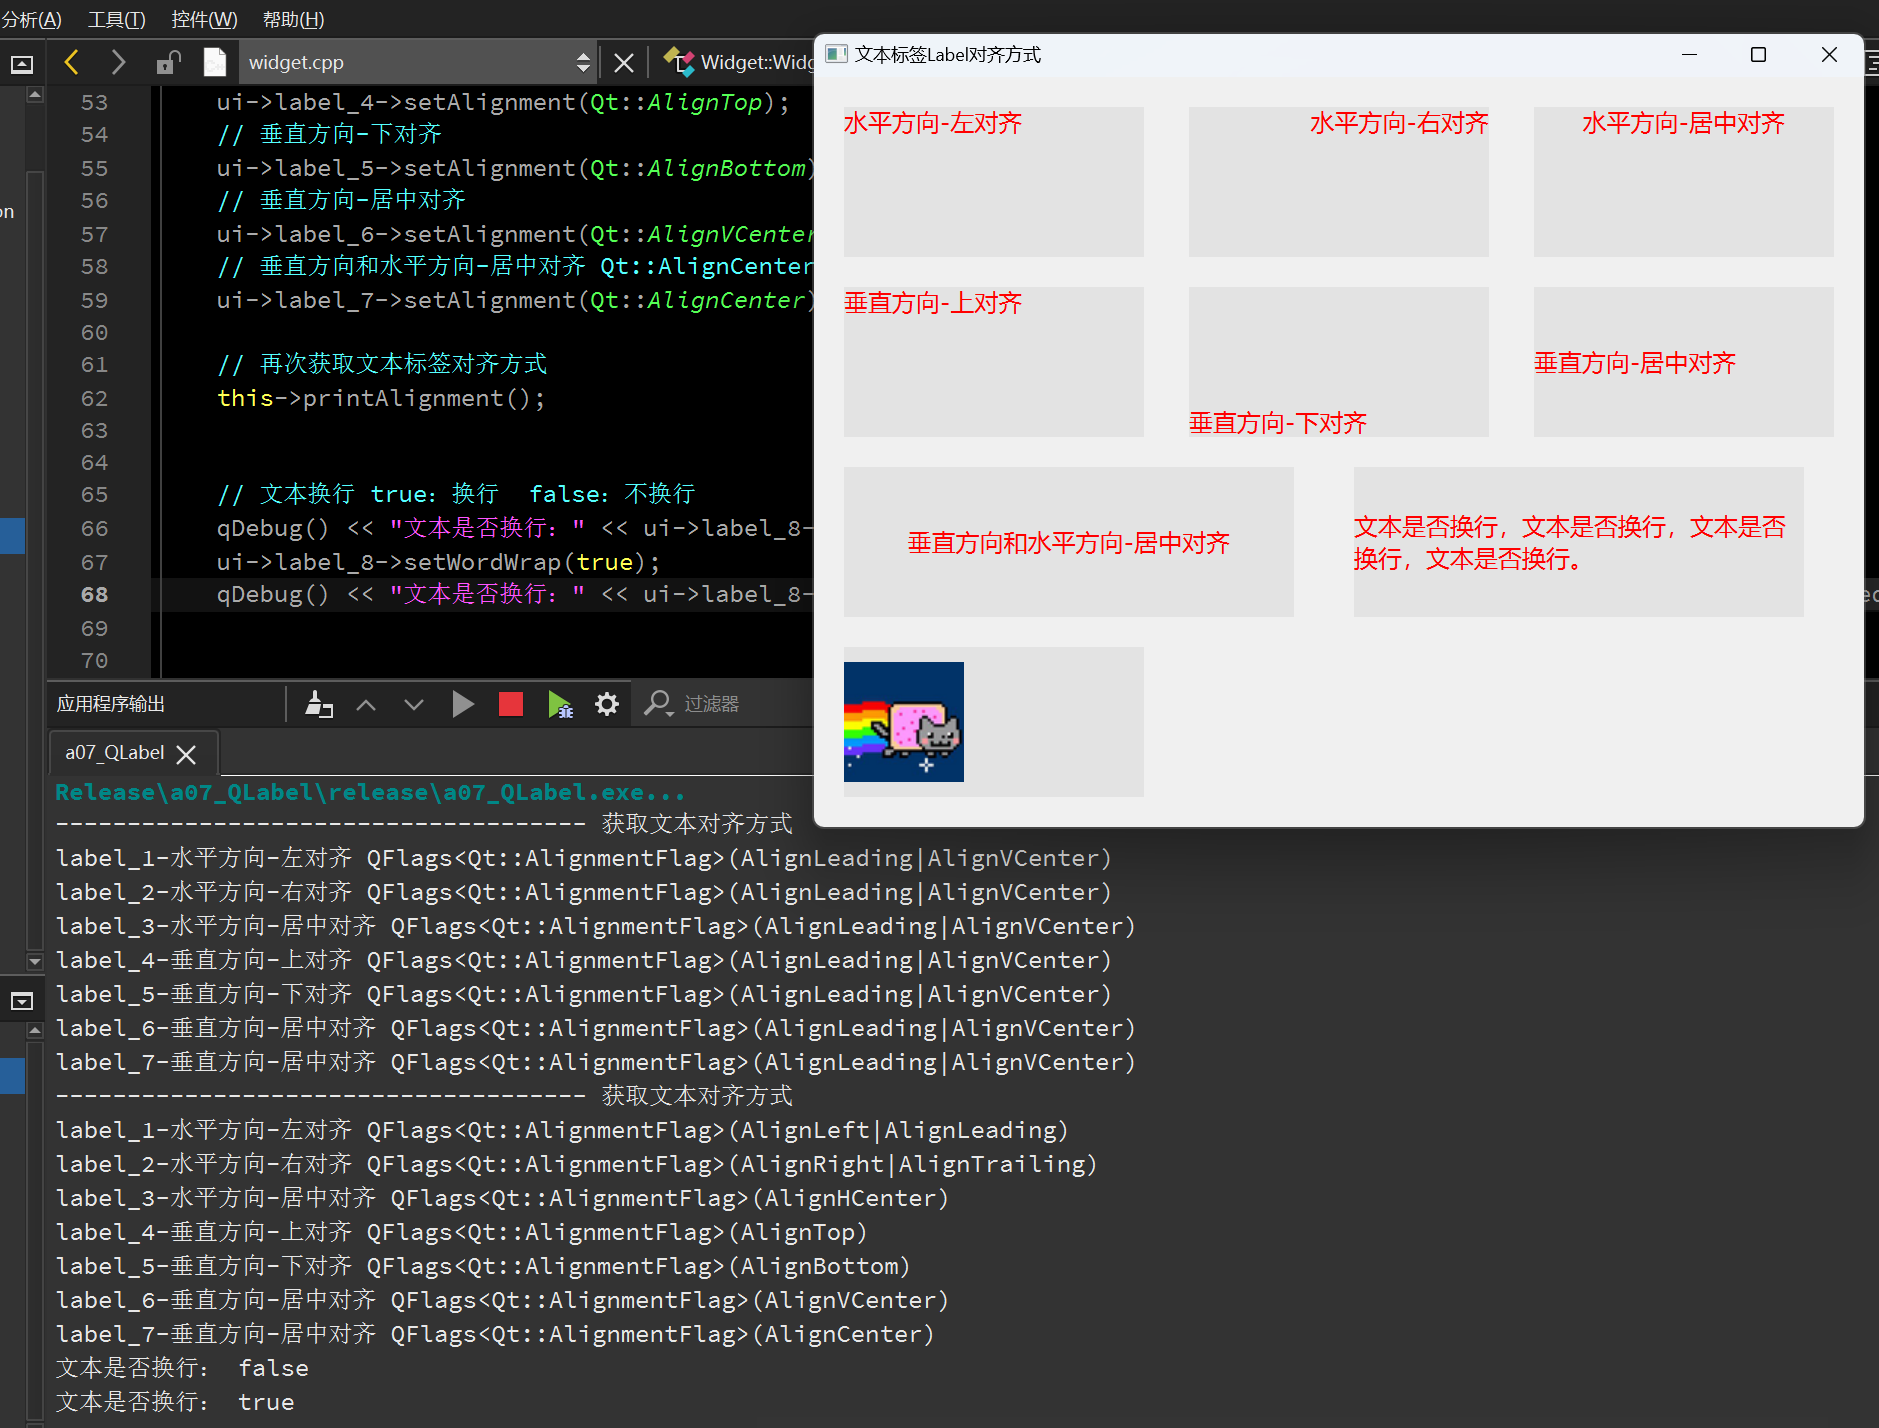 分析(A) 工具(T) 控件(W) 帮助(H)
widget.cpp
Widget::Widg
on
53 ui->label_4->setAlignment(Qt::AlignTop);
54 // 垂直方向-下对齐
55 ui->label_5->setAlignment(Qt::AlignBottom)
56 // 垂直方向-居中对齐
57 ui->label_6->setAlignment(Qt::AlignVCenter
58 // 垂直方向和水平方向-居中对齐 Qt::AlignCenter
59 ui->label_7->setAlignment(Qt::AlignCenter)
60
61 // 再次获取文本标签对齐方式
62 this->printAlignment();
63
64
65 // 文本换行 true：换行  false：不换行
66 qDebug() << "文本是否换行：" << ui->label_8-
67 ui->label_8->setWordWrap(true);
68 qDebug() << "文本是否换行：" << ui->label_8-
69
70
文本标签Label对齐方式
水平方向-左对齐
水平方向-右对齐
水平方向-居中对齐
垂直方向-上对齐
垂直方向-下对齐
垂直方向-居中对齐
垂直方向和水平方向-居中对齐
文本是否换行，文本是否换行，文本是否
换行，文本是否换行。
应用程序输出
过滤器
a07_QLabel
Release\a07_QLabel\release\a07_QLabel.exe...
------------------------------------- 获取文本对齐方式
label_1-水平方向-左对齐 QFlags<Qt::AlignmentFlag>(AlignLeading|AlignVCenter)
label_2-水平方向-右对齐 QFlags<Qt::AlignmentFlag>(AlignLeading|AlignVCenter)
label_3-水平方向-居中对齐 QFlags<Qt::AlignmentFlag>(AlignLeading|AlignVCenter)
label_4-垂直方向-上对齐 QFlags<Qt::AlignmentFlag>(AlignLeading|AlignVCenter)
label_5-垂直方向-下对齐 QFlags<Qt::AlignmentFlag>(AlignLeading|AlignVCenter)
label_6-垂直方向-居中对齐 QFlags<Qt::AlignmentFlag>(AlignLeading|AlignVCenter)
label_7-垂直方向-居中对齐 QFlags<Qt::AlignmentFlag>(AlignLeading|AlignVCenter)
------------------------------------- 获取文本对齐方式
label_1-水平方向-左对齐 QFlags<Qt::AlignmentFlag>(AlignLeft|AlignLeading)
label_2-水平方向-右对齐 QFlags<Qt::AlignmentFlag>(AlignRight|AlignTrailing)
label_3-水平方向-居中对齐 QFlags<Qt::AlignmentFlag>(AlignHCenter)
label_4-垂直方向-上对齐 QFlags<Qt::AlignmentFlag>(AlignTop)
label_5-垂直方向-下对齐 QFlags<Qt::AlignmentFlag>(AlignBottom)
label_6-垂直方向-居中对齐 QFlags<Qt::AlignmentFlag>(AlignVCenter)
label_7-垂直方向-居中对齐 QFlags<Qt::AlignmentFlag>(AlignCenter)
文本是否换行： false
文本是否换行： true